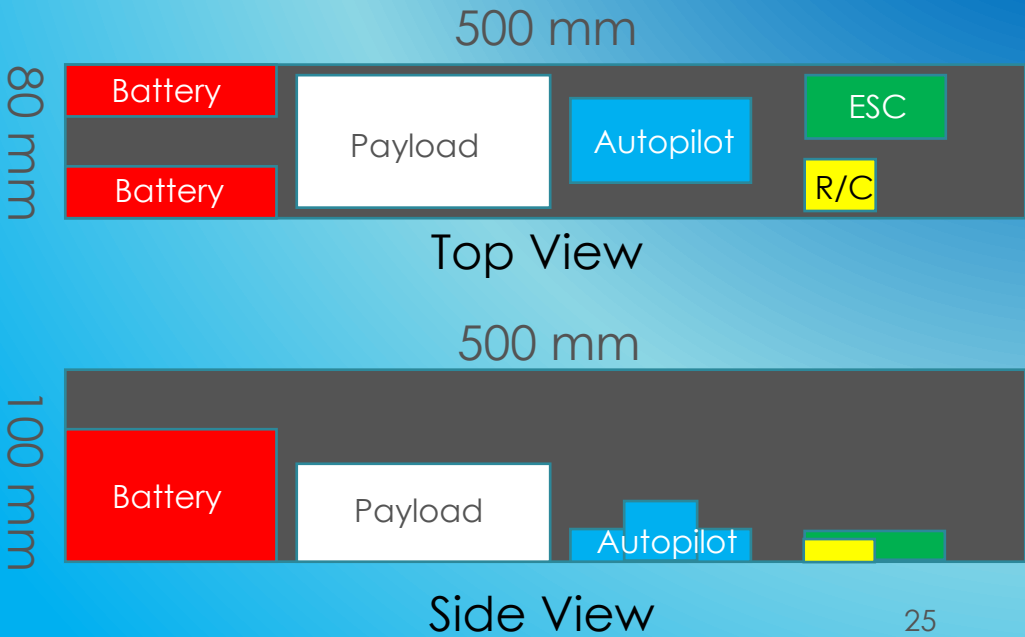 500 mm
80 mm
Battery
Payload
Autopilot
ESC
Battery
R/C
Top View
500 mm
100 mm
Battery
Payload
Autopilot
Side View
25